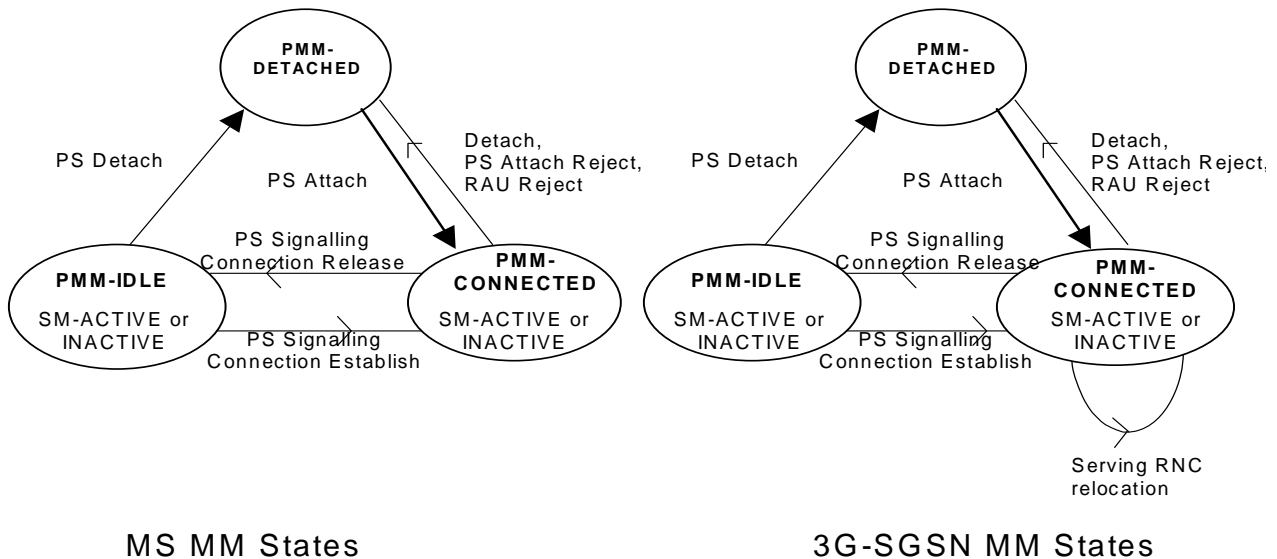 PMM-
DETACHED
PS Detach
PS Attach
Detach,
PS Attach Reject,
RAU Reject
PS Signalling
Connection Release
PMM-IDLE
SM-ACTIVE or
INACTIVE
PMM-
CONNECTED
SM-ACTIVE or
INACTIVE
PS Signalling
Connection Establish
MS MM States
PMM-
DETACHED
PS Detach
PS Attach
Detach,
PS Attach Reject,
RAU Reject
PS Signalling
Connection Release
PMM-IDLE
SM-ACTIVE or
INACTIVE
PMM-
CONNECTED
SM-ACTIVE or
INACTIVE
PS Signalling
Connection Establish
Serving RNC
relocation
3G-SGSN MM States